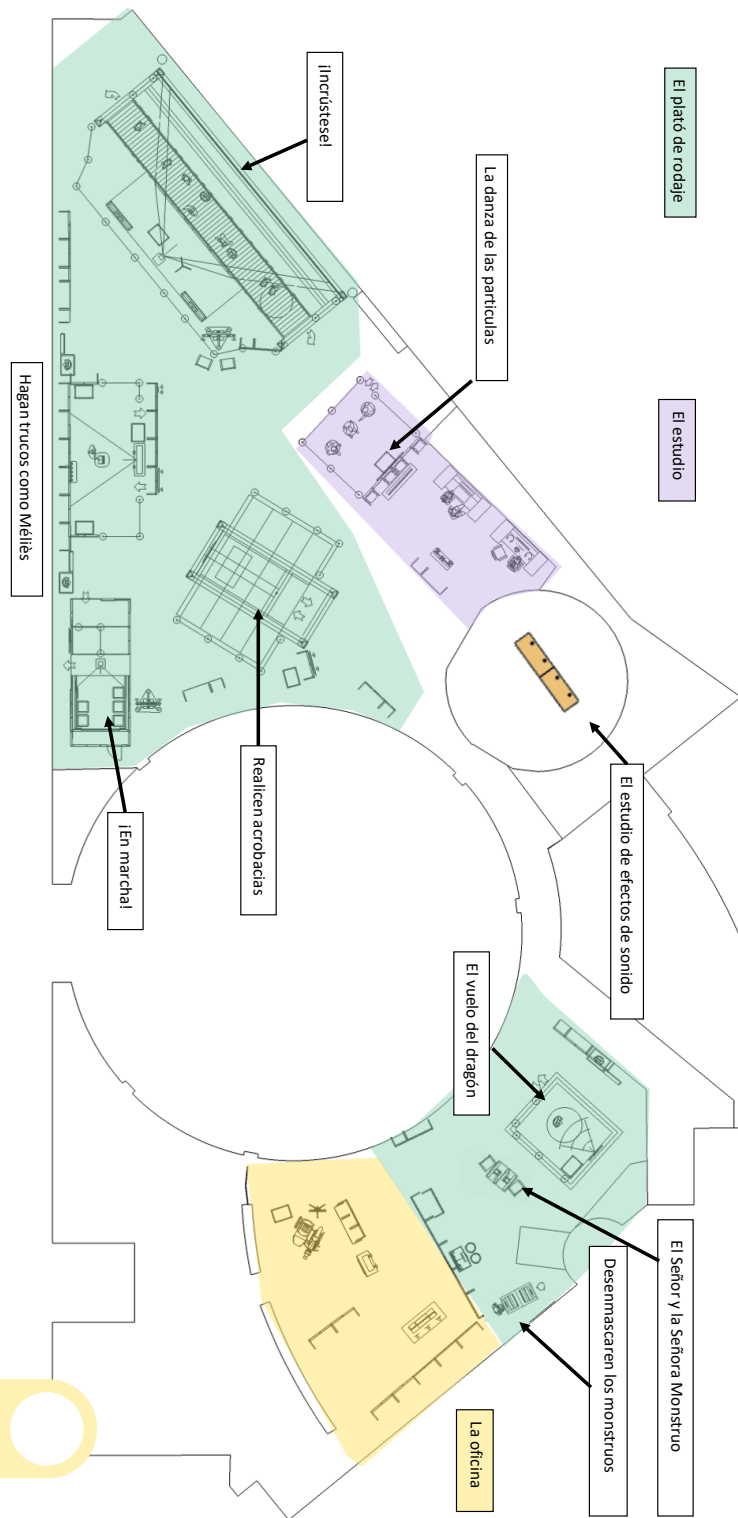 El plató de rodaje
El estudio
El Señor y la Señora Monstruo
El estudio de efectos de sonido
Desenmascaren los monstruos
La danza de las particulas
El vuelo del dragón
La oficina
¡Incrústese!
Realicen acrobacias
¡En marcha!
Hagan trucos como Méliès